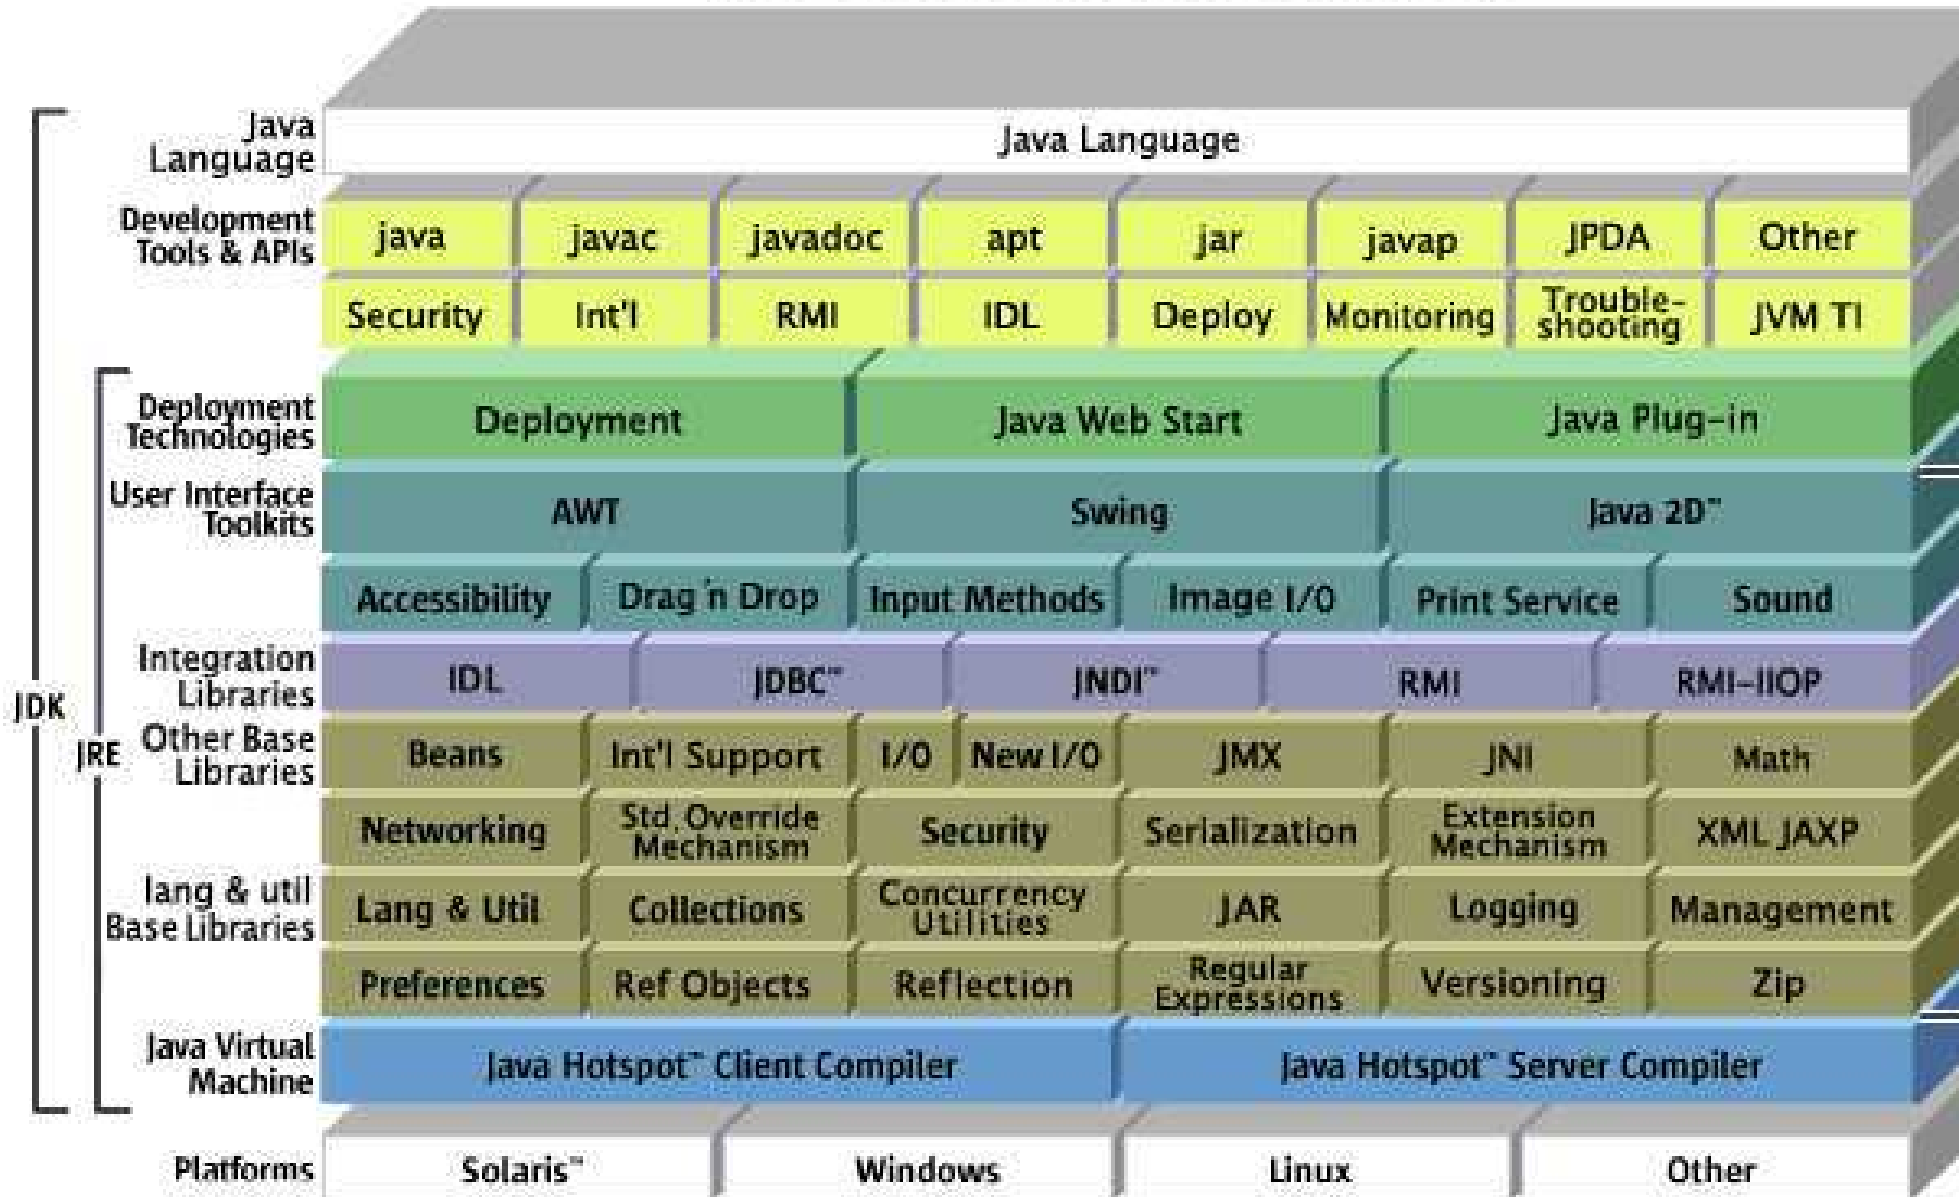 Java
Language
Java Language
Development
Tools & APIs
java
javac
javadoc
apt
jar
javap
JPDA
Other
Security
Int'l
RMI
IDL
Deploy
Monitoring
Trouble-
shooting
JVM TI
Deployment
Technologies
Deployment
Java Web Start
Java Plug-in
User Interface
Toolkits
AWT
Swing
Java 2D™
Accessibility
Drag 'n Drop
Input Methods
Image I/O
Print Service
Sound
Integration
Libraries
IDL
JDBC™
JNDI™
RMI
RMI-IIOP
JDK
JRE
Other Base
Libraries
Beans
Int'l Support
I/O
New I/O
JMX
JNI
Math
Networking
Std. Override
Mechanism
Security
Serialization
Extension
Mechanism
XML JAXP
lang & util
Base Libraries
Lang & Util
Collections
Concurrency
Utilities
JAR
Logging
Management
Preferences
Ref Objects
Reflection
Regular
Expressions
Versioning
Zip
Java Virtual
Machine
Java Hotspot™ Client Compiler
Java Hotspot™ Server Compiler
Platforms
Solaris™
Windows
Linux
Other